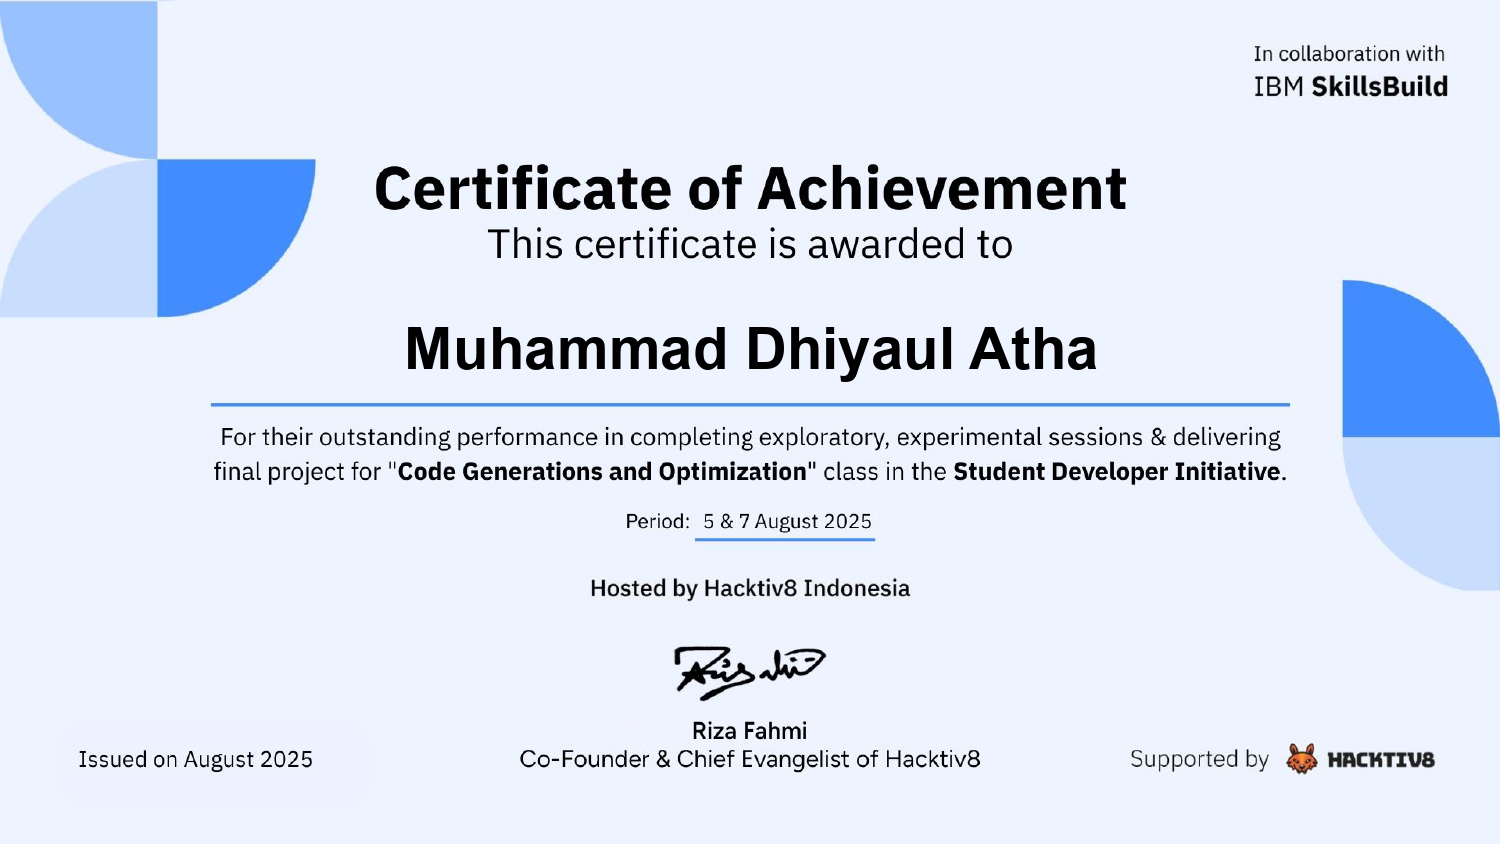 In collaboration with
IBM SkillsBuild
Certificate of Achievement
This certificate is awarded to
Muhammad Dhiyaul Atha
For their outstanding performance in completing exploratory, experimental sessions & delivering
final project for "Code Generations and Optimization" class in the Student Developer Initiative.
Period: 5 & 7 August 2025
Hosted by Hacktiv8 Indonesia
Riza Fahmi
Co-Founder & Chief Evangelist of Hacktiv8
Issued on August 2025
Supported by HACKTIV8